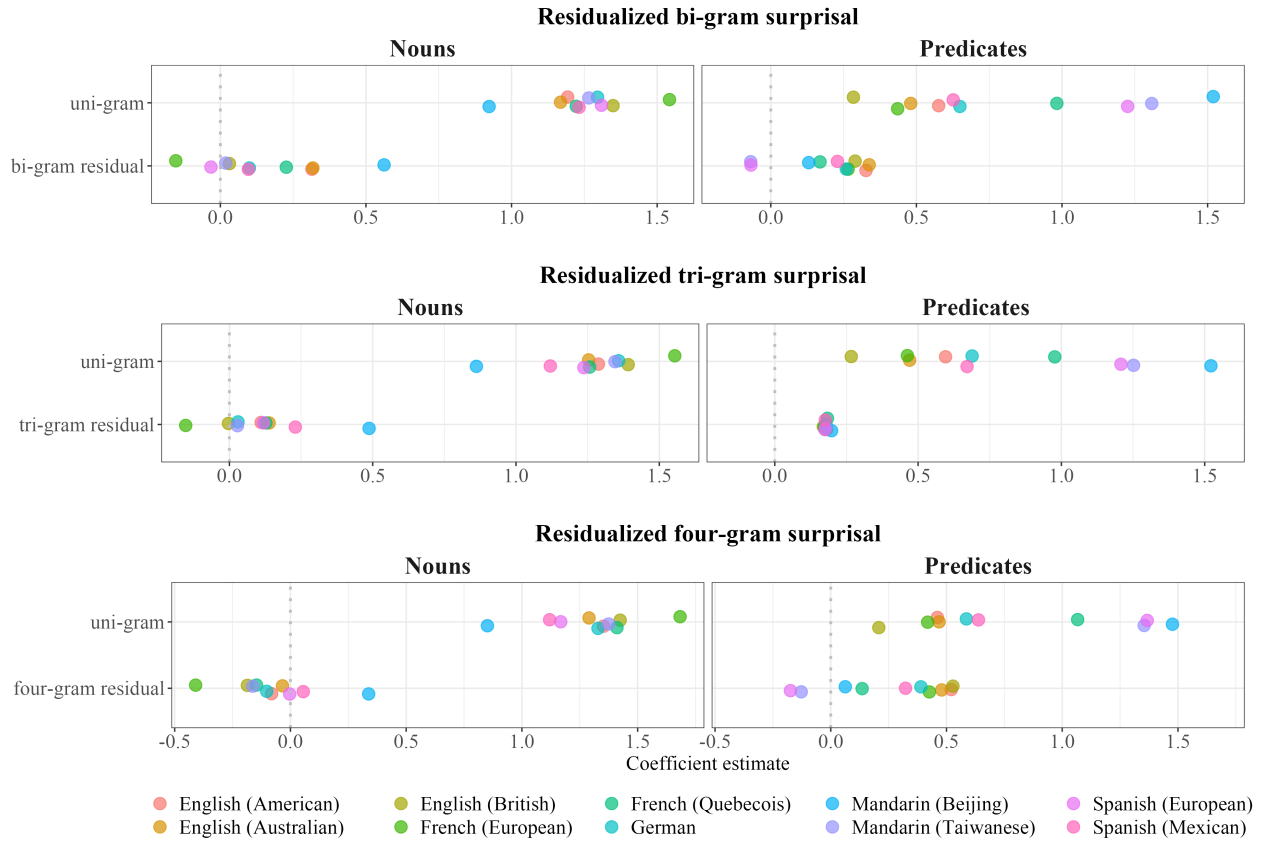 Residualized bi-gram surprisal
Nouns
Predicates
uni-gram
bi-gram residual
0.0 0.5 1.0 1.5
0.0 0.5 1.0 1.5
Residualized tri-gram surprisal
Nouns
Predicates
uni-gram
tri-gram residual
0.0 0.5 1.0 1.5
0.0 0.5 1.0 1.5
Residualized four-gram surprisal
Nouns
Predicates
uni-gram
four-gram residual
-0.5 0.0 0.5 1.0 1.5
-0.5 0.0 0.5 1.0 1.5
Coefficient estimate
English (American) English (British) French (Quebecois) Mandarin (Beijing) Spanish (European)
English (Australian) French (European) German Mandarin (Taiwanese) Spanish (Mexican)